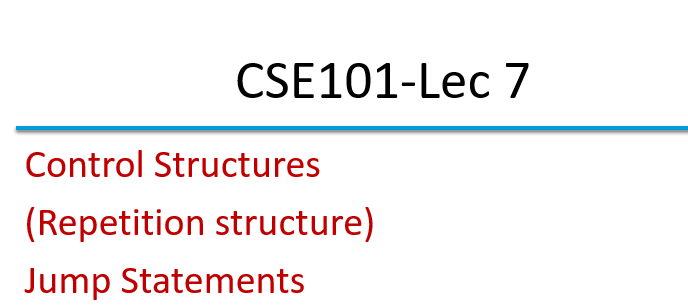 CSE101-Lec 7
Control Structures
(Repetition structure)
Jump Statements